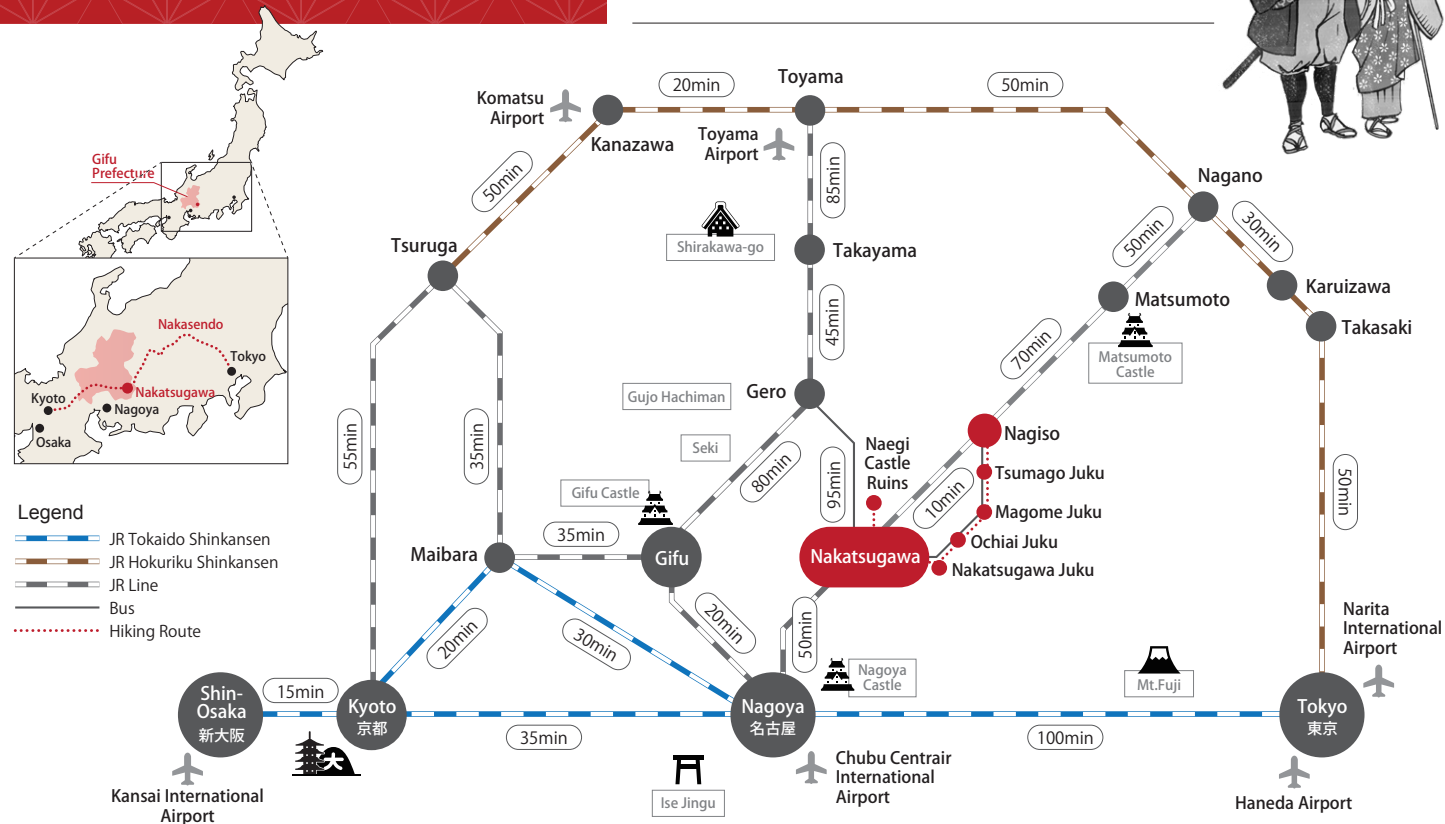 Gifu
Prefecture
Nakasendo
Tokyo
Nakatsugawa
Kyoto
Nagoya
Osaka
Legend
JR Tokaido Shinkansen
JR Hokuriku Shinkansen
JR Line
Bus
Hiking Route
Komatsu
Airport
20min
Toyama
50min
Kanazawa
Toyama
Airport
50min
85min
Nagano
Shirakawa-go
Takayama
50min
30min
Tsuruga
Karuizawa
Matsumoto
Takasaki
45min
Matsumoto
Castle
70min
Gujo Hachiman
Gero
55min
35min
Seki
80min
95min
Naegi
Castle
Ruins
Nagiso
Tsumago Juku
10min
Magome Juku
Ochiai Juku
Nakatsugawa Juku
50min
Gifu Castle
Maibara
35min
Gifu
Nakatsugawa
20min
30min
20min
50min
Nagoya
Castle
Mt.Fuji
Narita
International
Airport
Shin-
Osaka
新大阪
15min
Kyoto
京都
大
35min
Nagoya
名古屋
100min
Tokyo
東京
Kansai International
Airport
Ise Jingu
Chubu Centrair
International
Airport
Haneda Airport